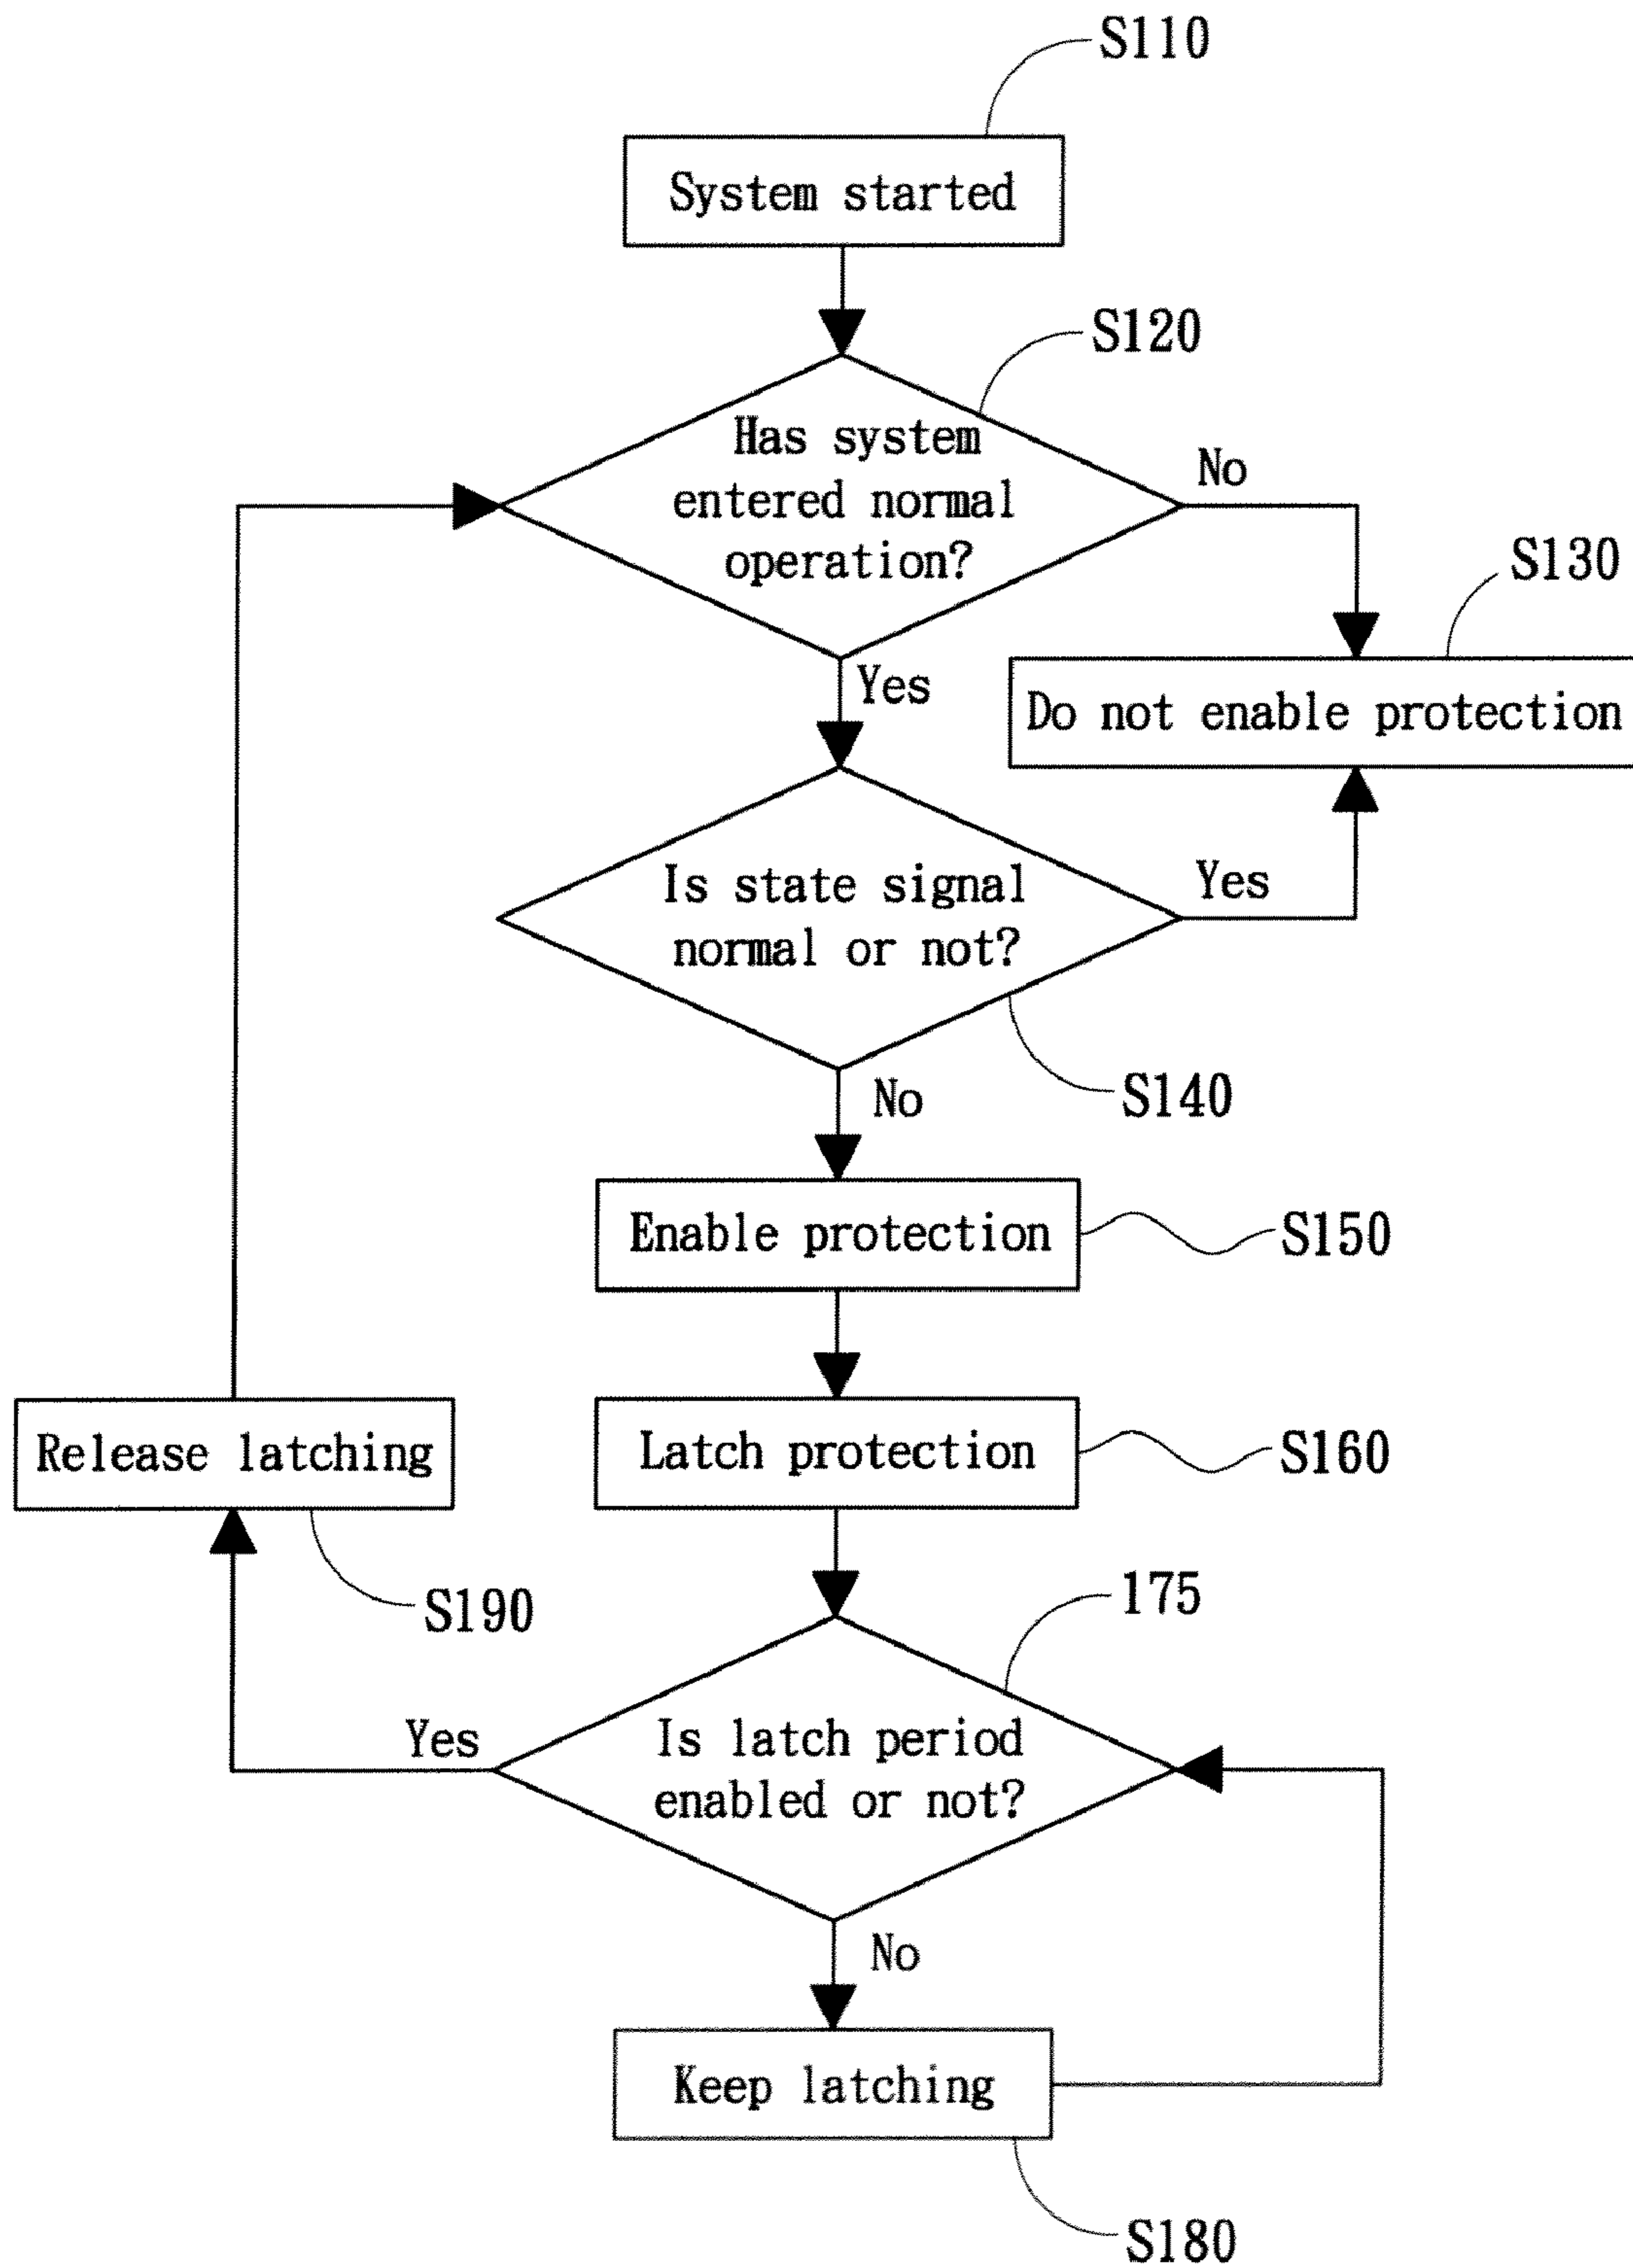 S110
System started
S120
Has system
entered normal
operation?
No
S130
Yes
Do not enable protection
Is state signal
normal or not?
Yes
S140
No
Enable protection
S150
Release latching
Latch protection
S160
S190
175
Yes
Is latch period
enabled or not?
No
Keep latching
S180